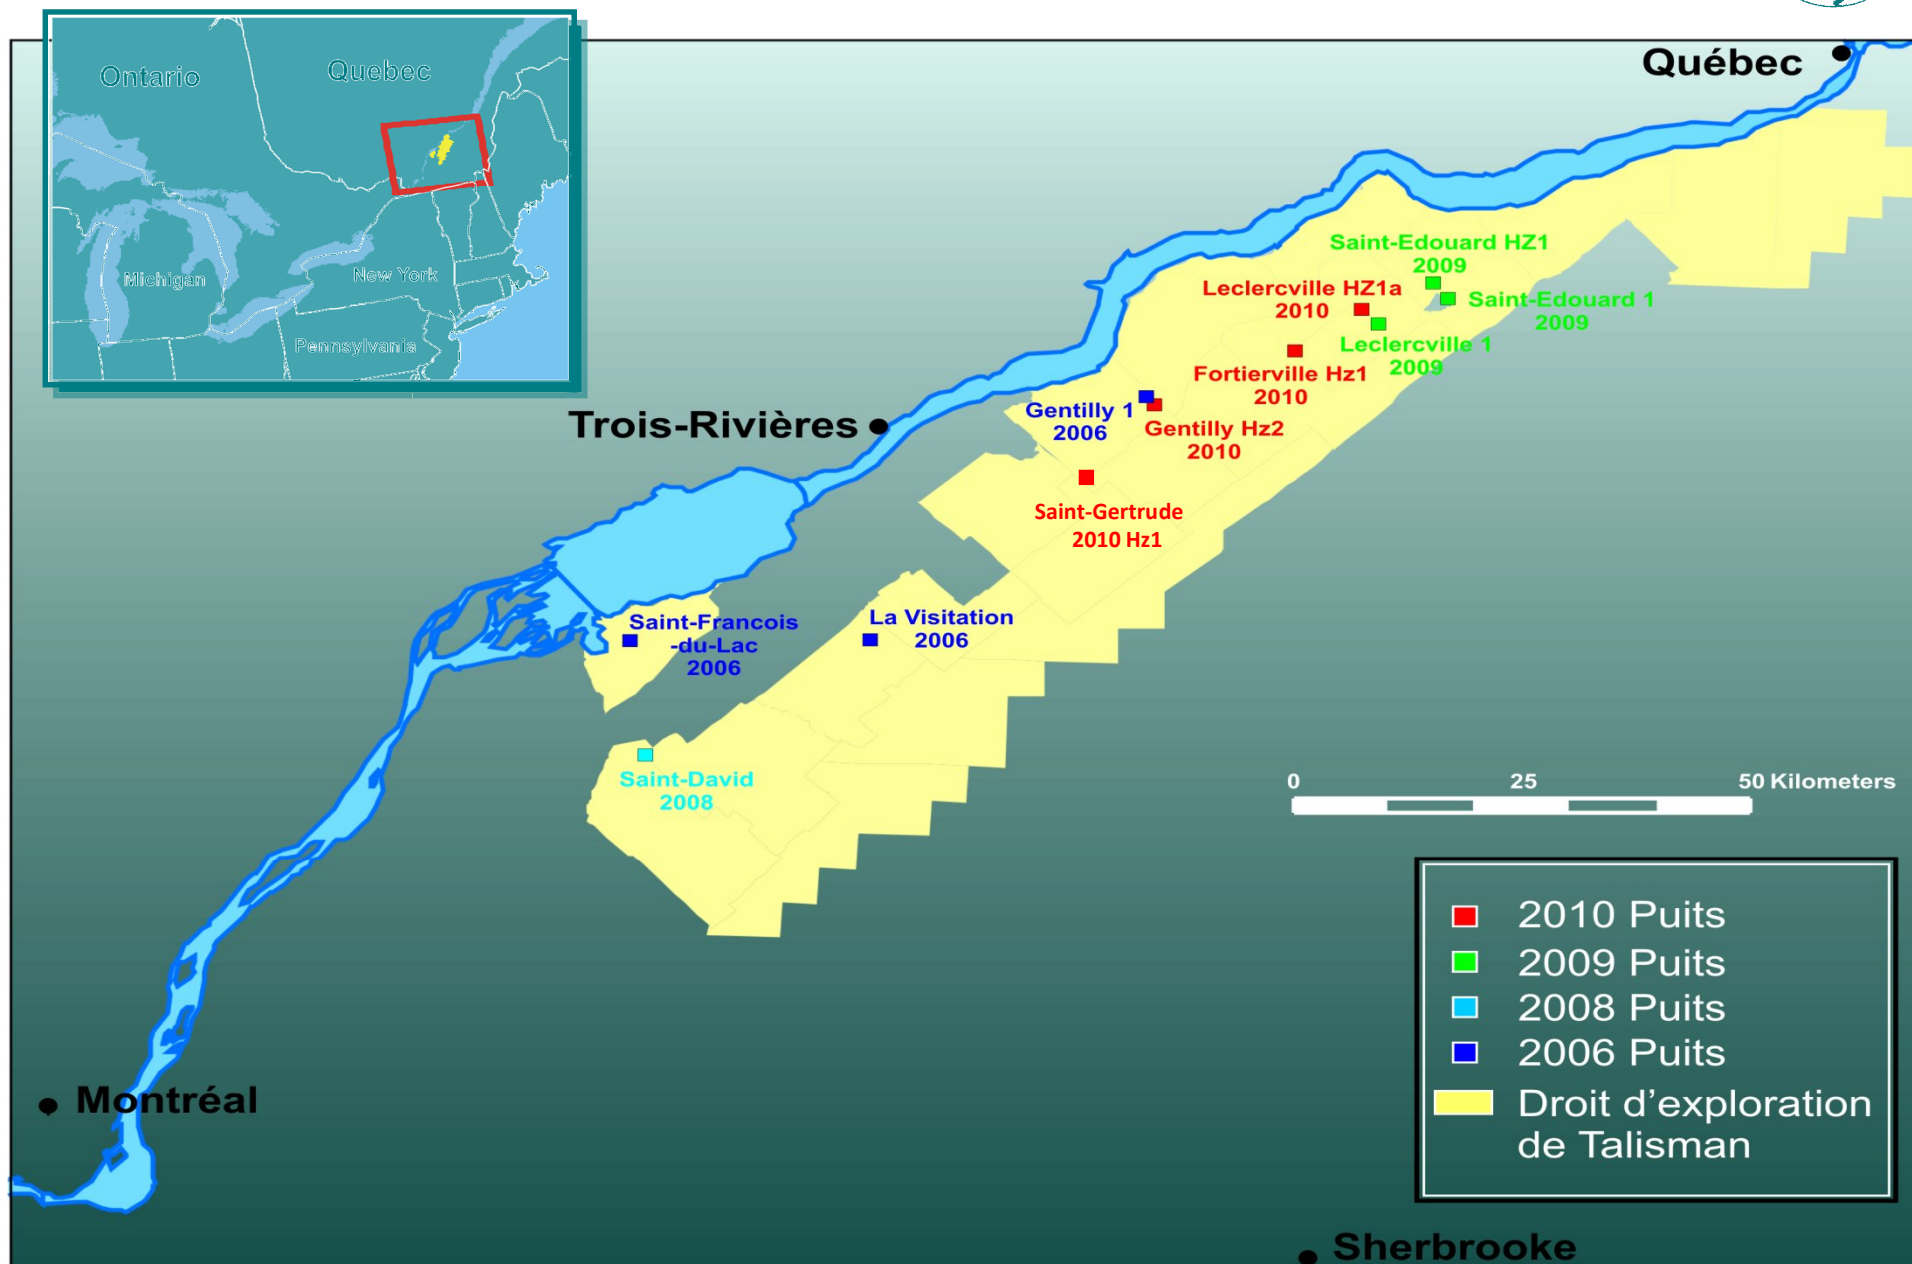 Ontario
Quebec
Michigan
New York
Pennsylvania
Québec
Saint-Edouard HZ1
2009
Leclercville HZ1a
2010
Saint-Edouard 1
2009
Leclercville 1
2009
Fortierville Hz1
2010
Gentilly 1
2006
Gentilly Hz2
2010
Trois-Rivières
Saint-Gertrude
2010 Hz1
Saint-Francois
-du-Lac
2006
La Visitation
2006
Saint-David
2008
0 25 50 Kilometers
2010 Puits
2009 Puits
2008 Puits
2006 Puits
Droit d'exploration
de Talisman
Montréal
Sherbrooke